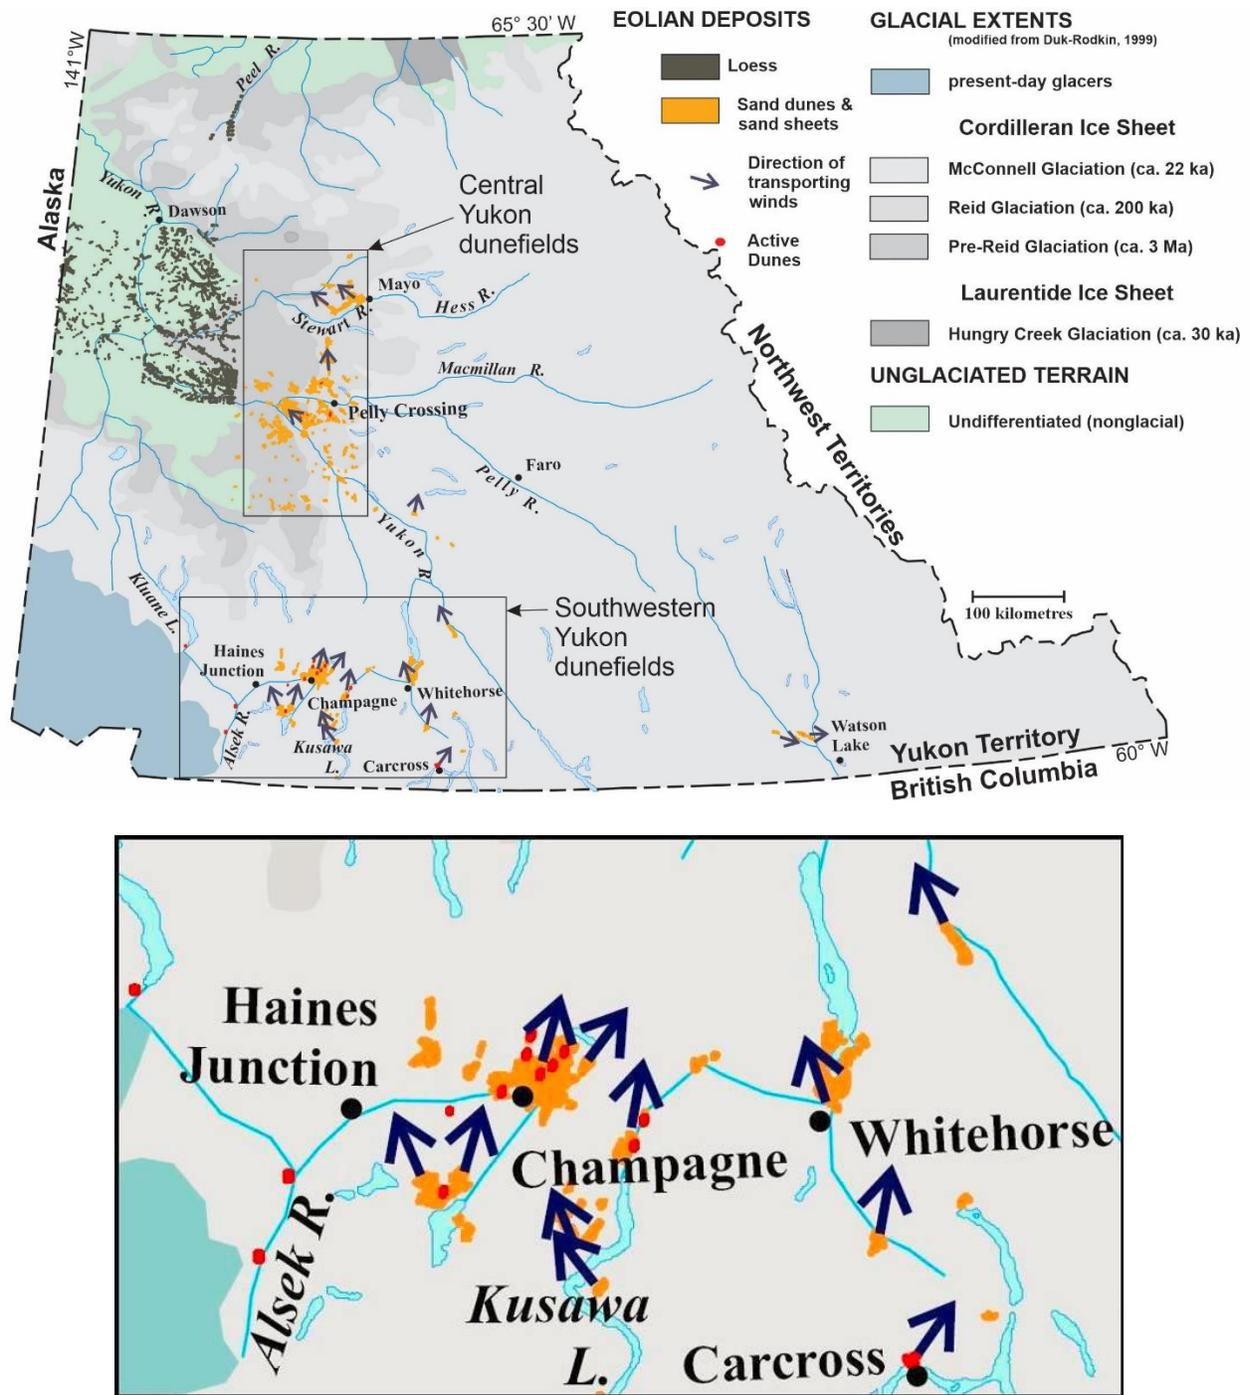 65° 30' W
141°W
EOLIAN DEPOSITS
Loess
Sand dunes &
sand sheets
Direction of
transporting
winds
Active
Dunes
GLACIAL EXTENTS
(modified from Duk-Rodkin, 1999)
present-day glacers
Cordilleran Ice Sheet
McConnell Glaciation (ca. 22 ka)
Reid Glaciation (ca. 200 ka)
Pre-Reid Glaciation (ca. 3 Ma)
Laurentide Ice Sheet
Hungry Creek Glaciation (ca. 30 ka)
UNGLACIATED TERRAIN
Undifferentiated (nonglacial)
Peel R.
Alaska
Yukon R.
Dawson
Central
Yukon
dunefields
Mayo
Hess R.
Stewart R.
Macmillan R.
Pelly Crossing
Faro
Pelly R.
Yukon R
Northwest Territories
100 kilometres
Kluane L.
Southwestern
Yukon
dunefields
Haines
Junction
Champagne
Whitehorse
Alsek R.
Kusawa
L.
Carcross
Watson
Lake
Yukon Territory
60° W
British Columbia
Haines
Junction
Champagne
Whitehorse
Alsek R.
Kusawa
L.
Carcross